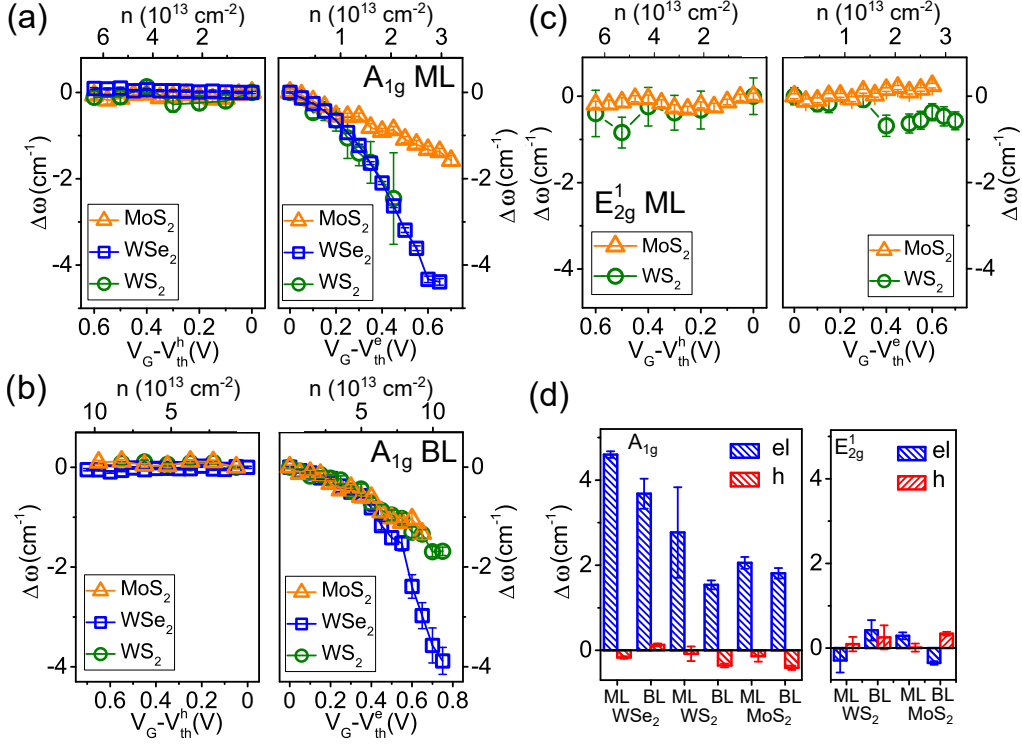 (a)
n (10¹³ cm⁻²)
6 4 2
1 2 3
A₁g ML
0
-2
-4
Δω(cm⁻¹)
MoS₂
WSe₂
WS₂
MoS₂
WSe₂
WS₂
0
-2
-4
Δω(cm⁻¹)
0.6 0.4 0.2 0
0 0.2 0.4 0.6
V_G-V_th^h(V)
V_G-V_th^e(V)
(b)
n (10¹³ cm⁻²)
10 5
5 10
A₁g BL
0
-2
-4
Δω(cm⁻¹)
MoS₂
WSe₂
WS₂
MoS₂
WSe₂
WS₂
0
-2
-4
Δω(cm⁻¹)
0.6 0.4 0.2 0
0 0.2 0.4 0.6 0.8
V_G-V_th^h(V)
V_G-V_th^e(V)
(c)
n (10¹³ cm⁻²)
6 4 2
1 2 3
0
-2
-4
Δω(cm⁻¹)
E¹₂g ML
MoS₂
WS₂
MoS₂
WS₂
0
-2
-4
Δω(cm⁻¹)
0.6 0.4 0.2 0
0 0.2 0.4 0.6
V_G-V_th^h(V)
V_G-V_th^e(V)
(d)
A₁g
el
h
4
2
0
Δω(cm⁻¹)
ML BL ML BL ML BL
WSe₂ WS₂ MoS₂
E¹₂g
el
h
4
2
0
ML BL ML BL
WS₂ MoS₂